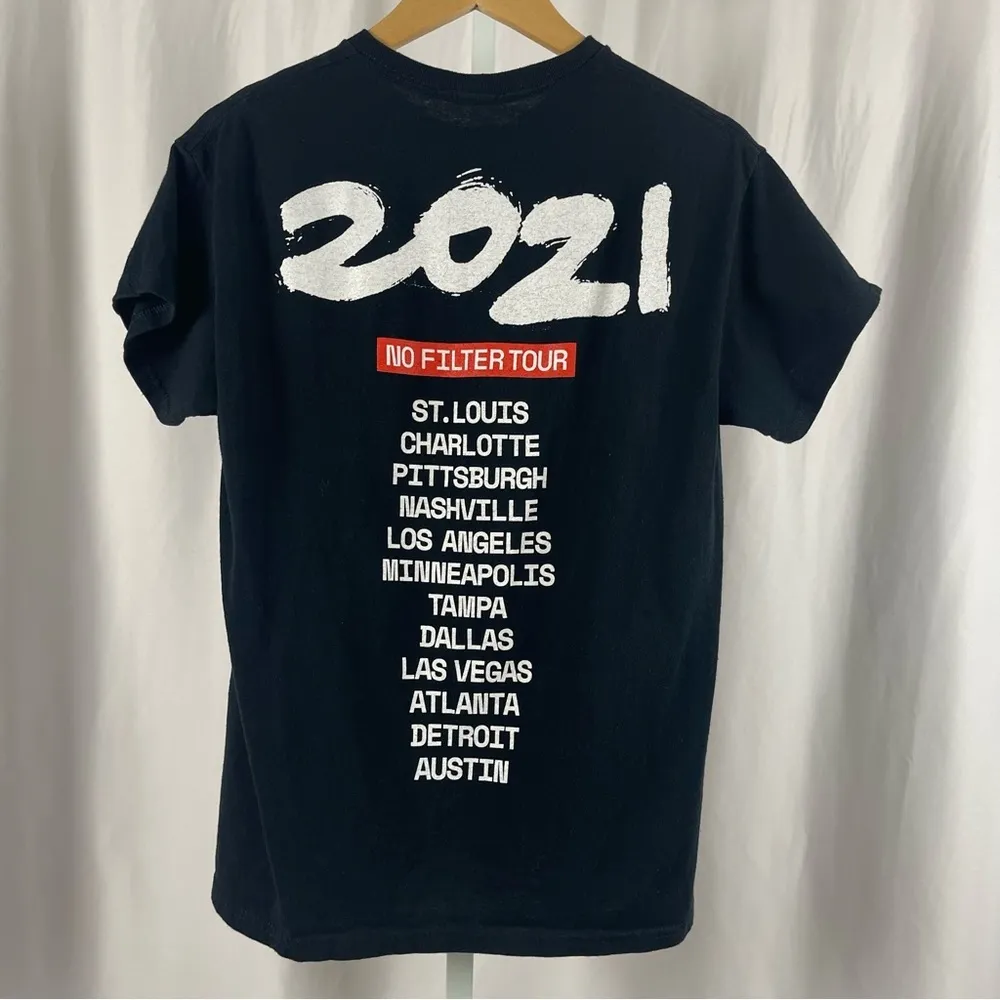 2021
NO FILTER TOUR
ST.LOUIS
CHARLOTTE
PITTSBURGH
NASHVILLE
LOS ANGELES
MINNEAPOLIS
TAMPA
DALLAS
LAS VEGAS
ATLANTA
DETROIT
AUSTIN